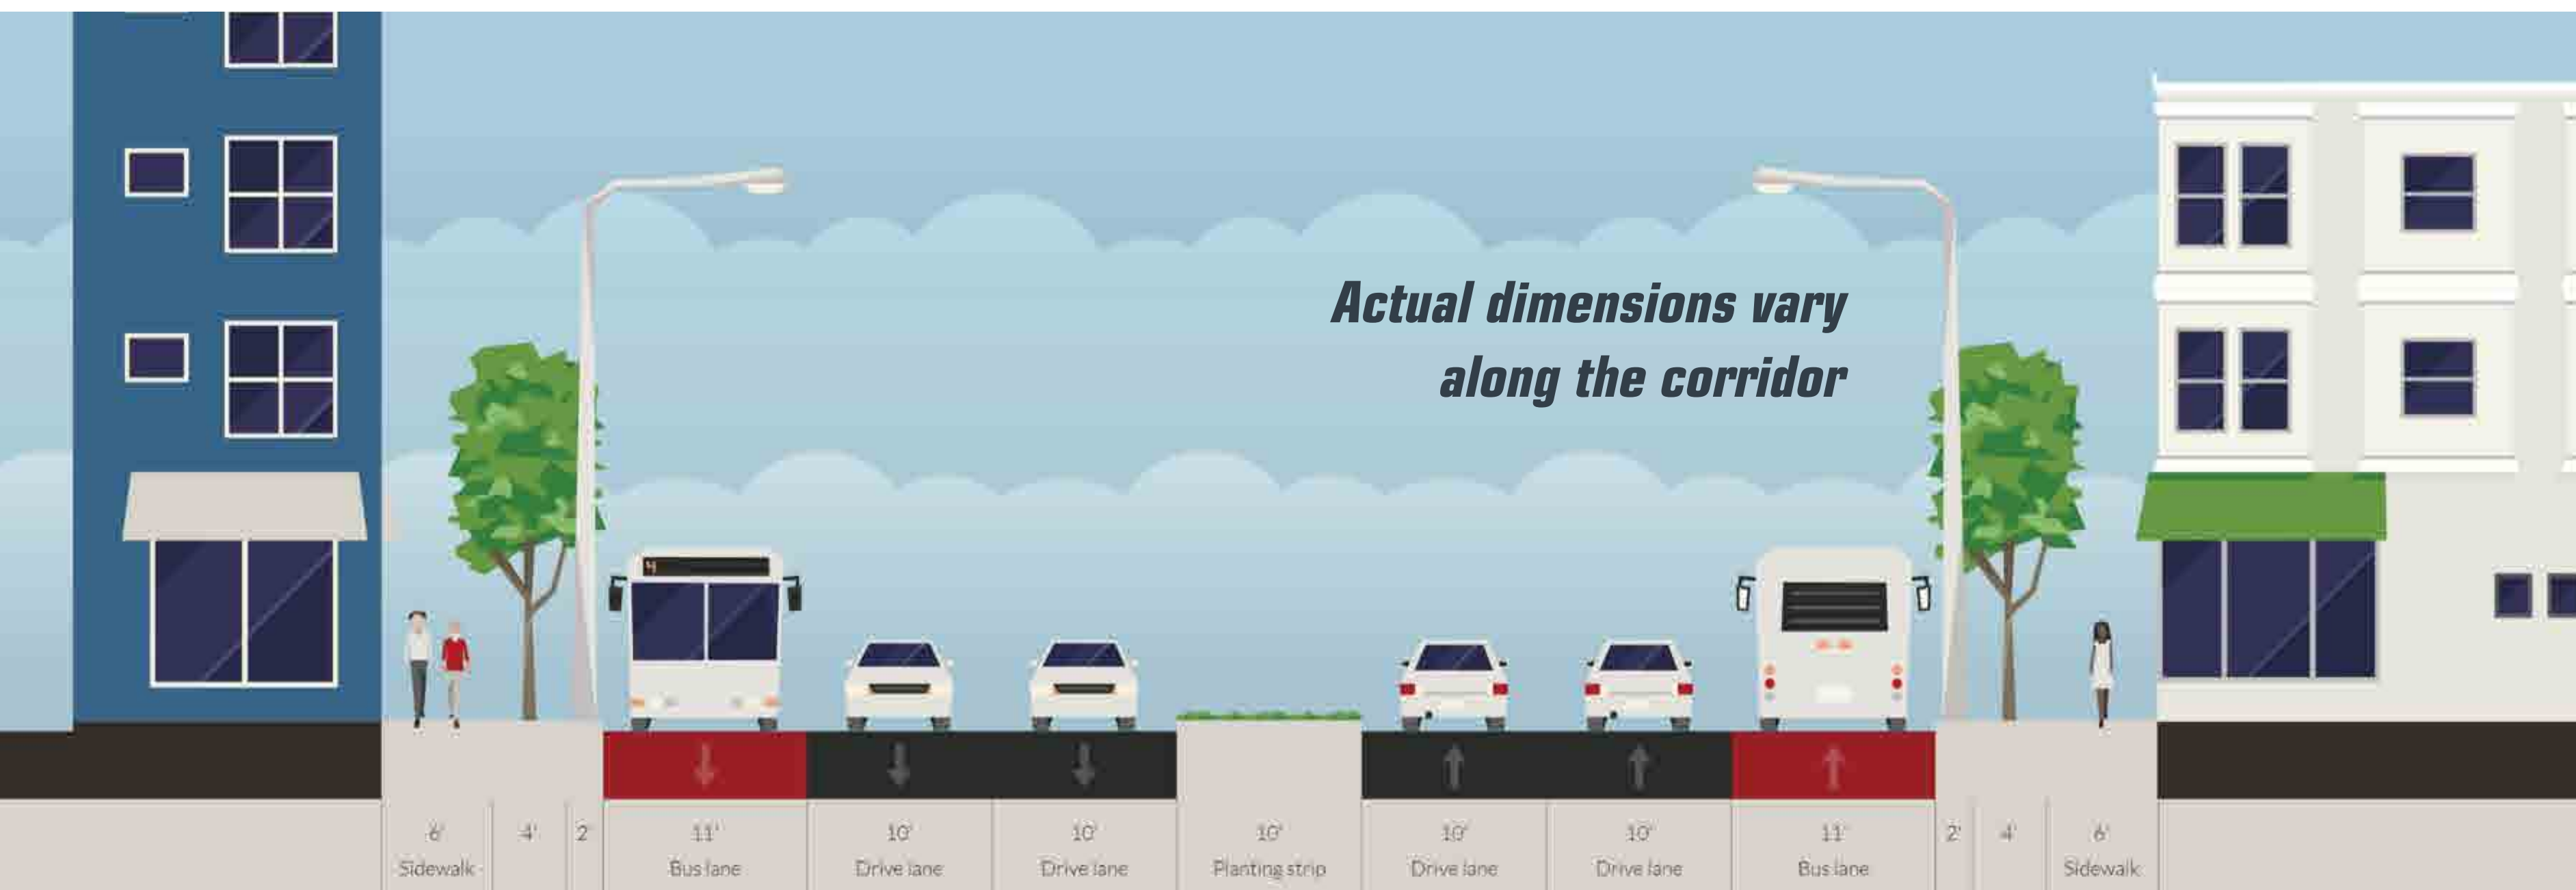 Actual dimensions vary
along the corridor
4
6' 4' 2' 11' 10' 10' 10' 10' 10' 11' 2' 4' 6'
Sidewalk Bus lane Drive lane Drive lane Planting strip Drive lane Drive lane Bus lane Sidewalk